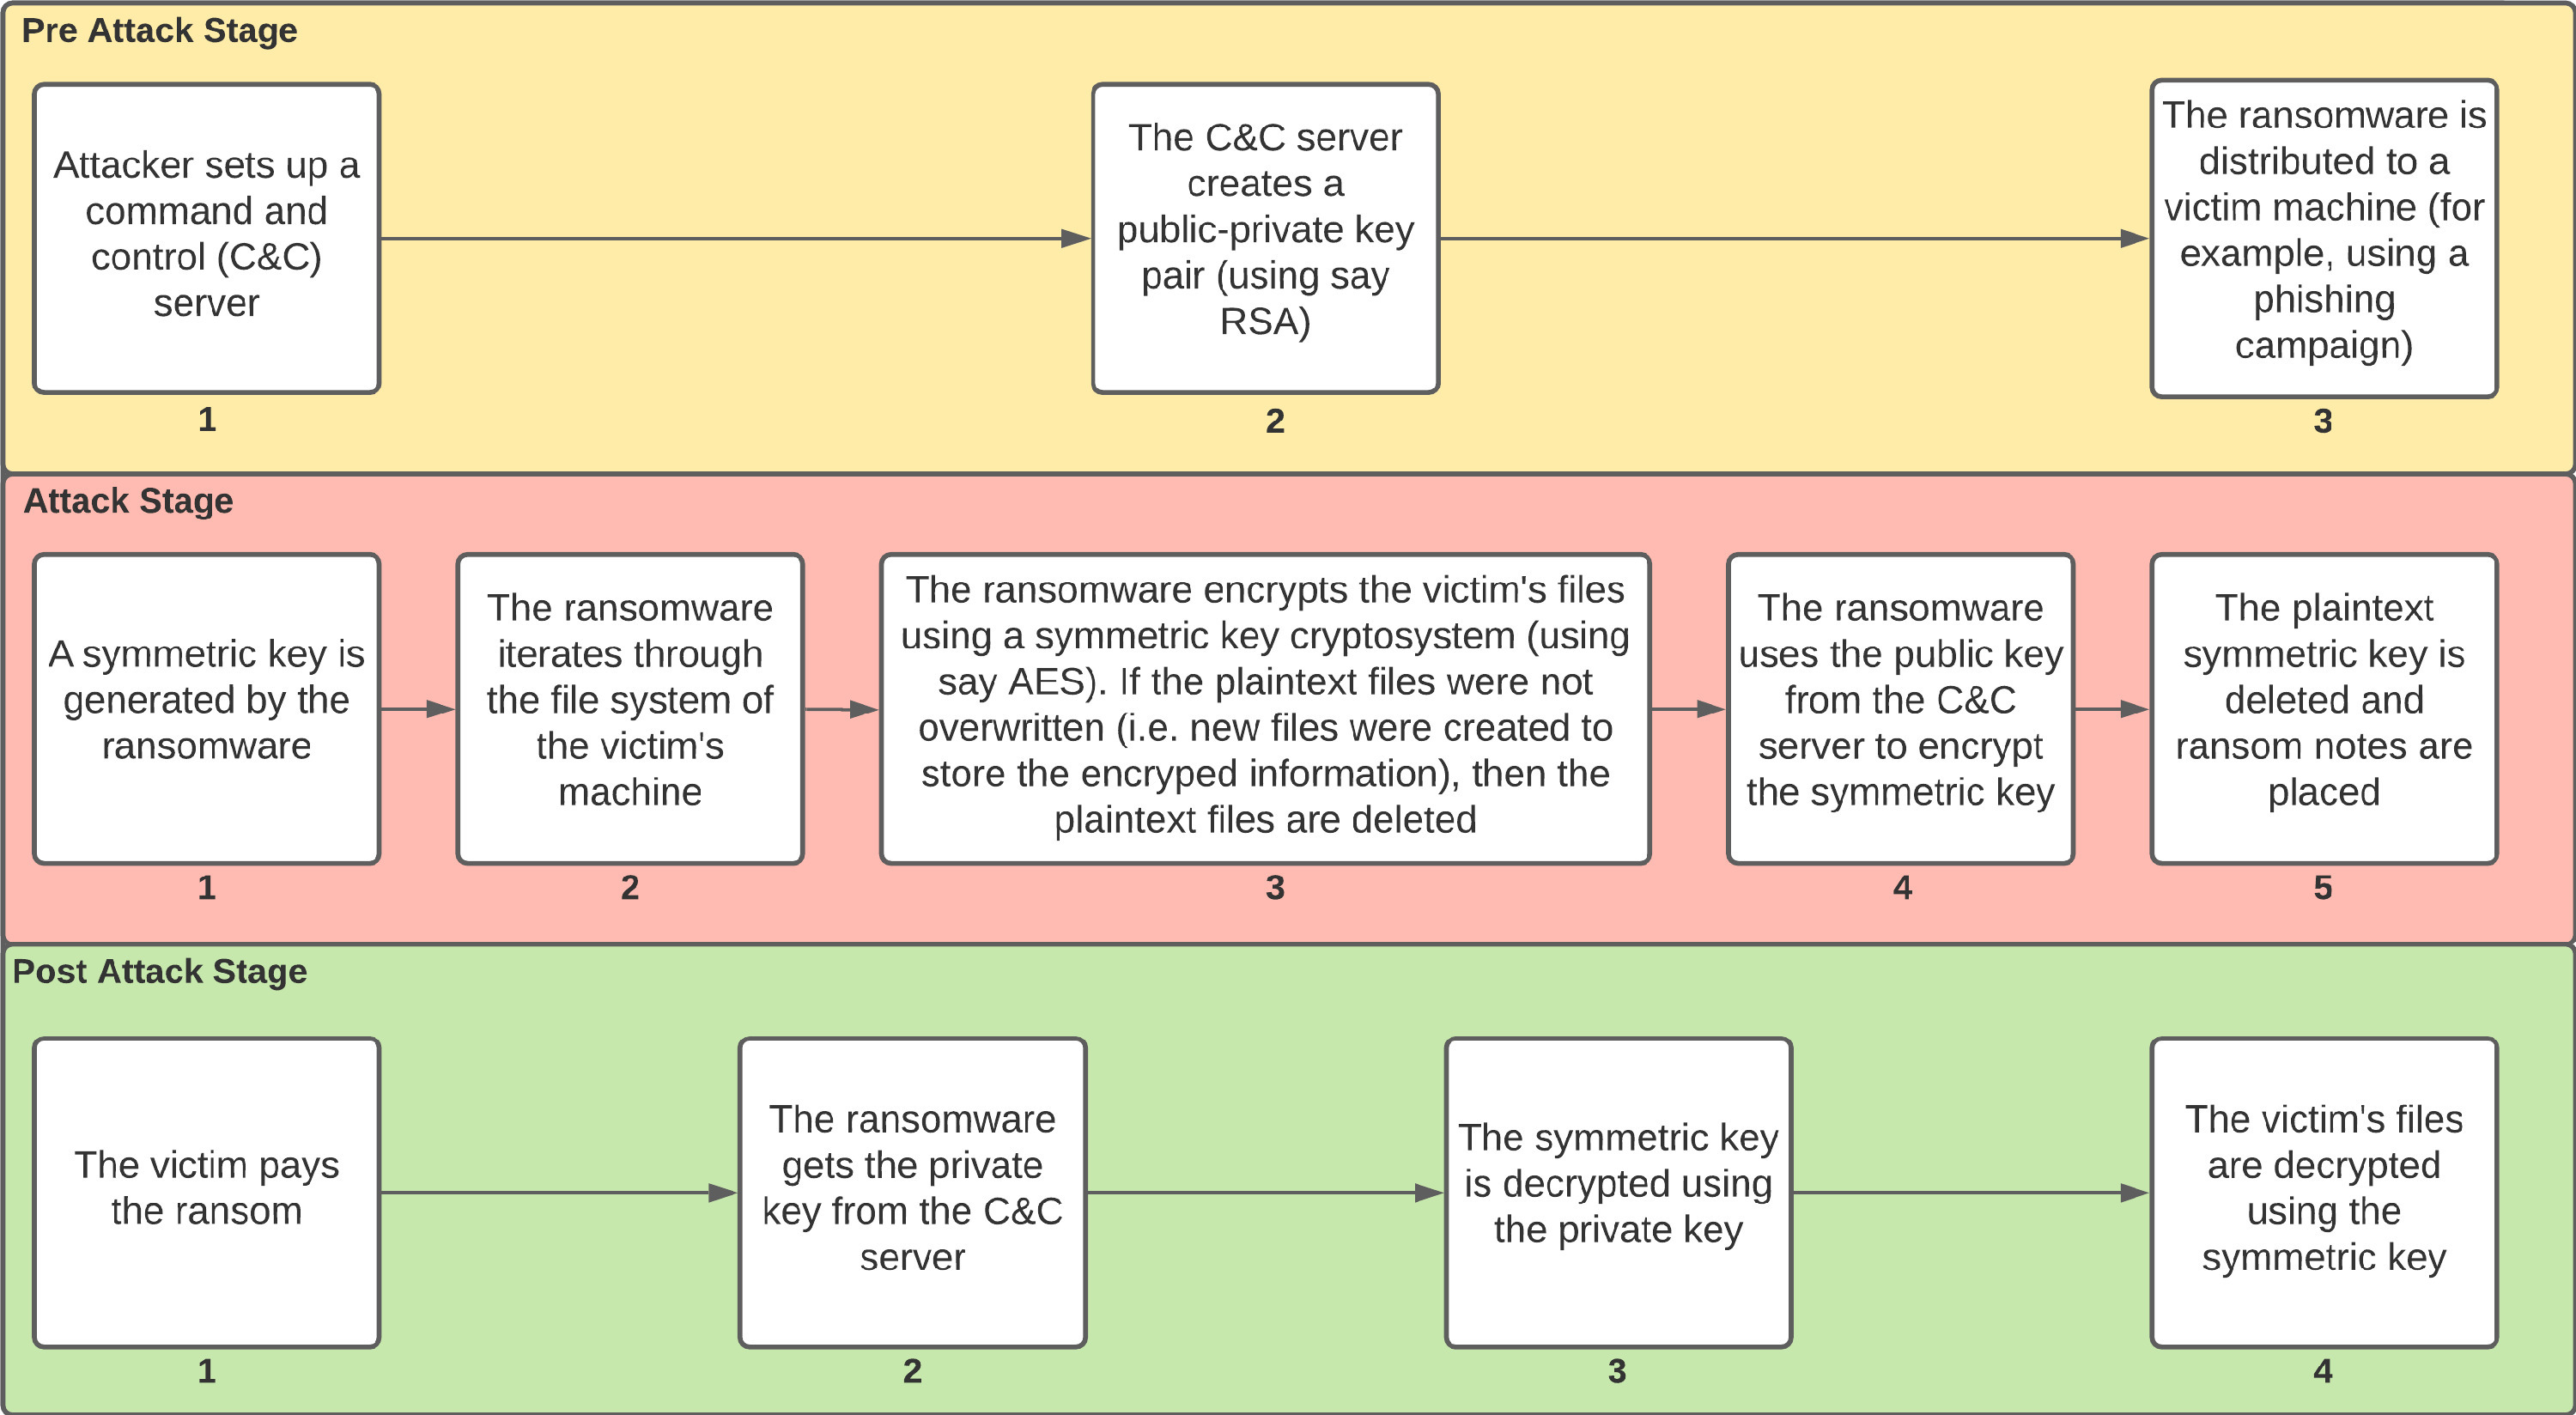 Pre Attack Stage
Attacker sets up a
command and
control (C&C)
server
1
The C&C server
creates a
public-private key
pair (using say
RSA)
2
The ransomware is
distributed to a
victim machine (for
example, using a
phishing
campaign)
3
Attack Stage
A symmetric key is
generated by the
ransomware
1
The ransomware
iterates through
the file system of
the victim's
machine
2
The ransomware encrypts the victim's files
using a symmetric key cryptosystem (using
say AES). If the plaintext files were not
overwritten (i.e. new files were created to
store the encryped information), then the
plaintext files are deleted
3
The ransomware
uses the public key
from the C&C
server to encrypt
the symmetric key
4
The plaintext
symmetric key is
deleted and
ransom notes are
placed
5
Post Attack Stage
The victim pays
the ransom
1
The ransomware
gets the private
key from the C&C
server
2
The symmetric key
is decrypted using
the private key
3
The victim's files
are decrypted
using the
symmetric key
4